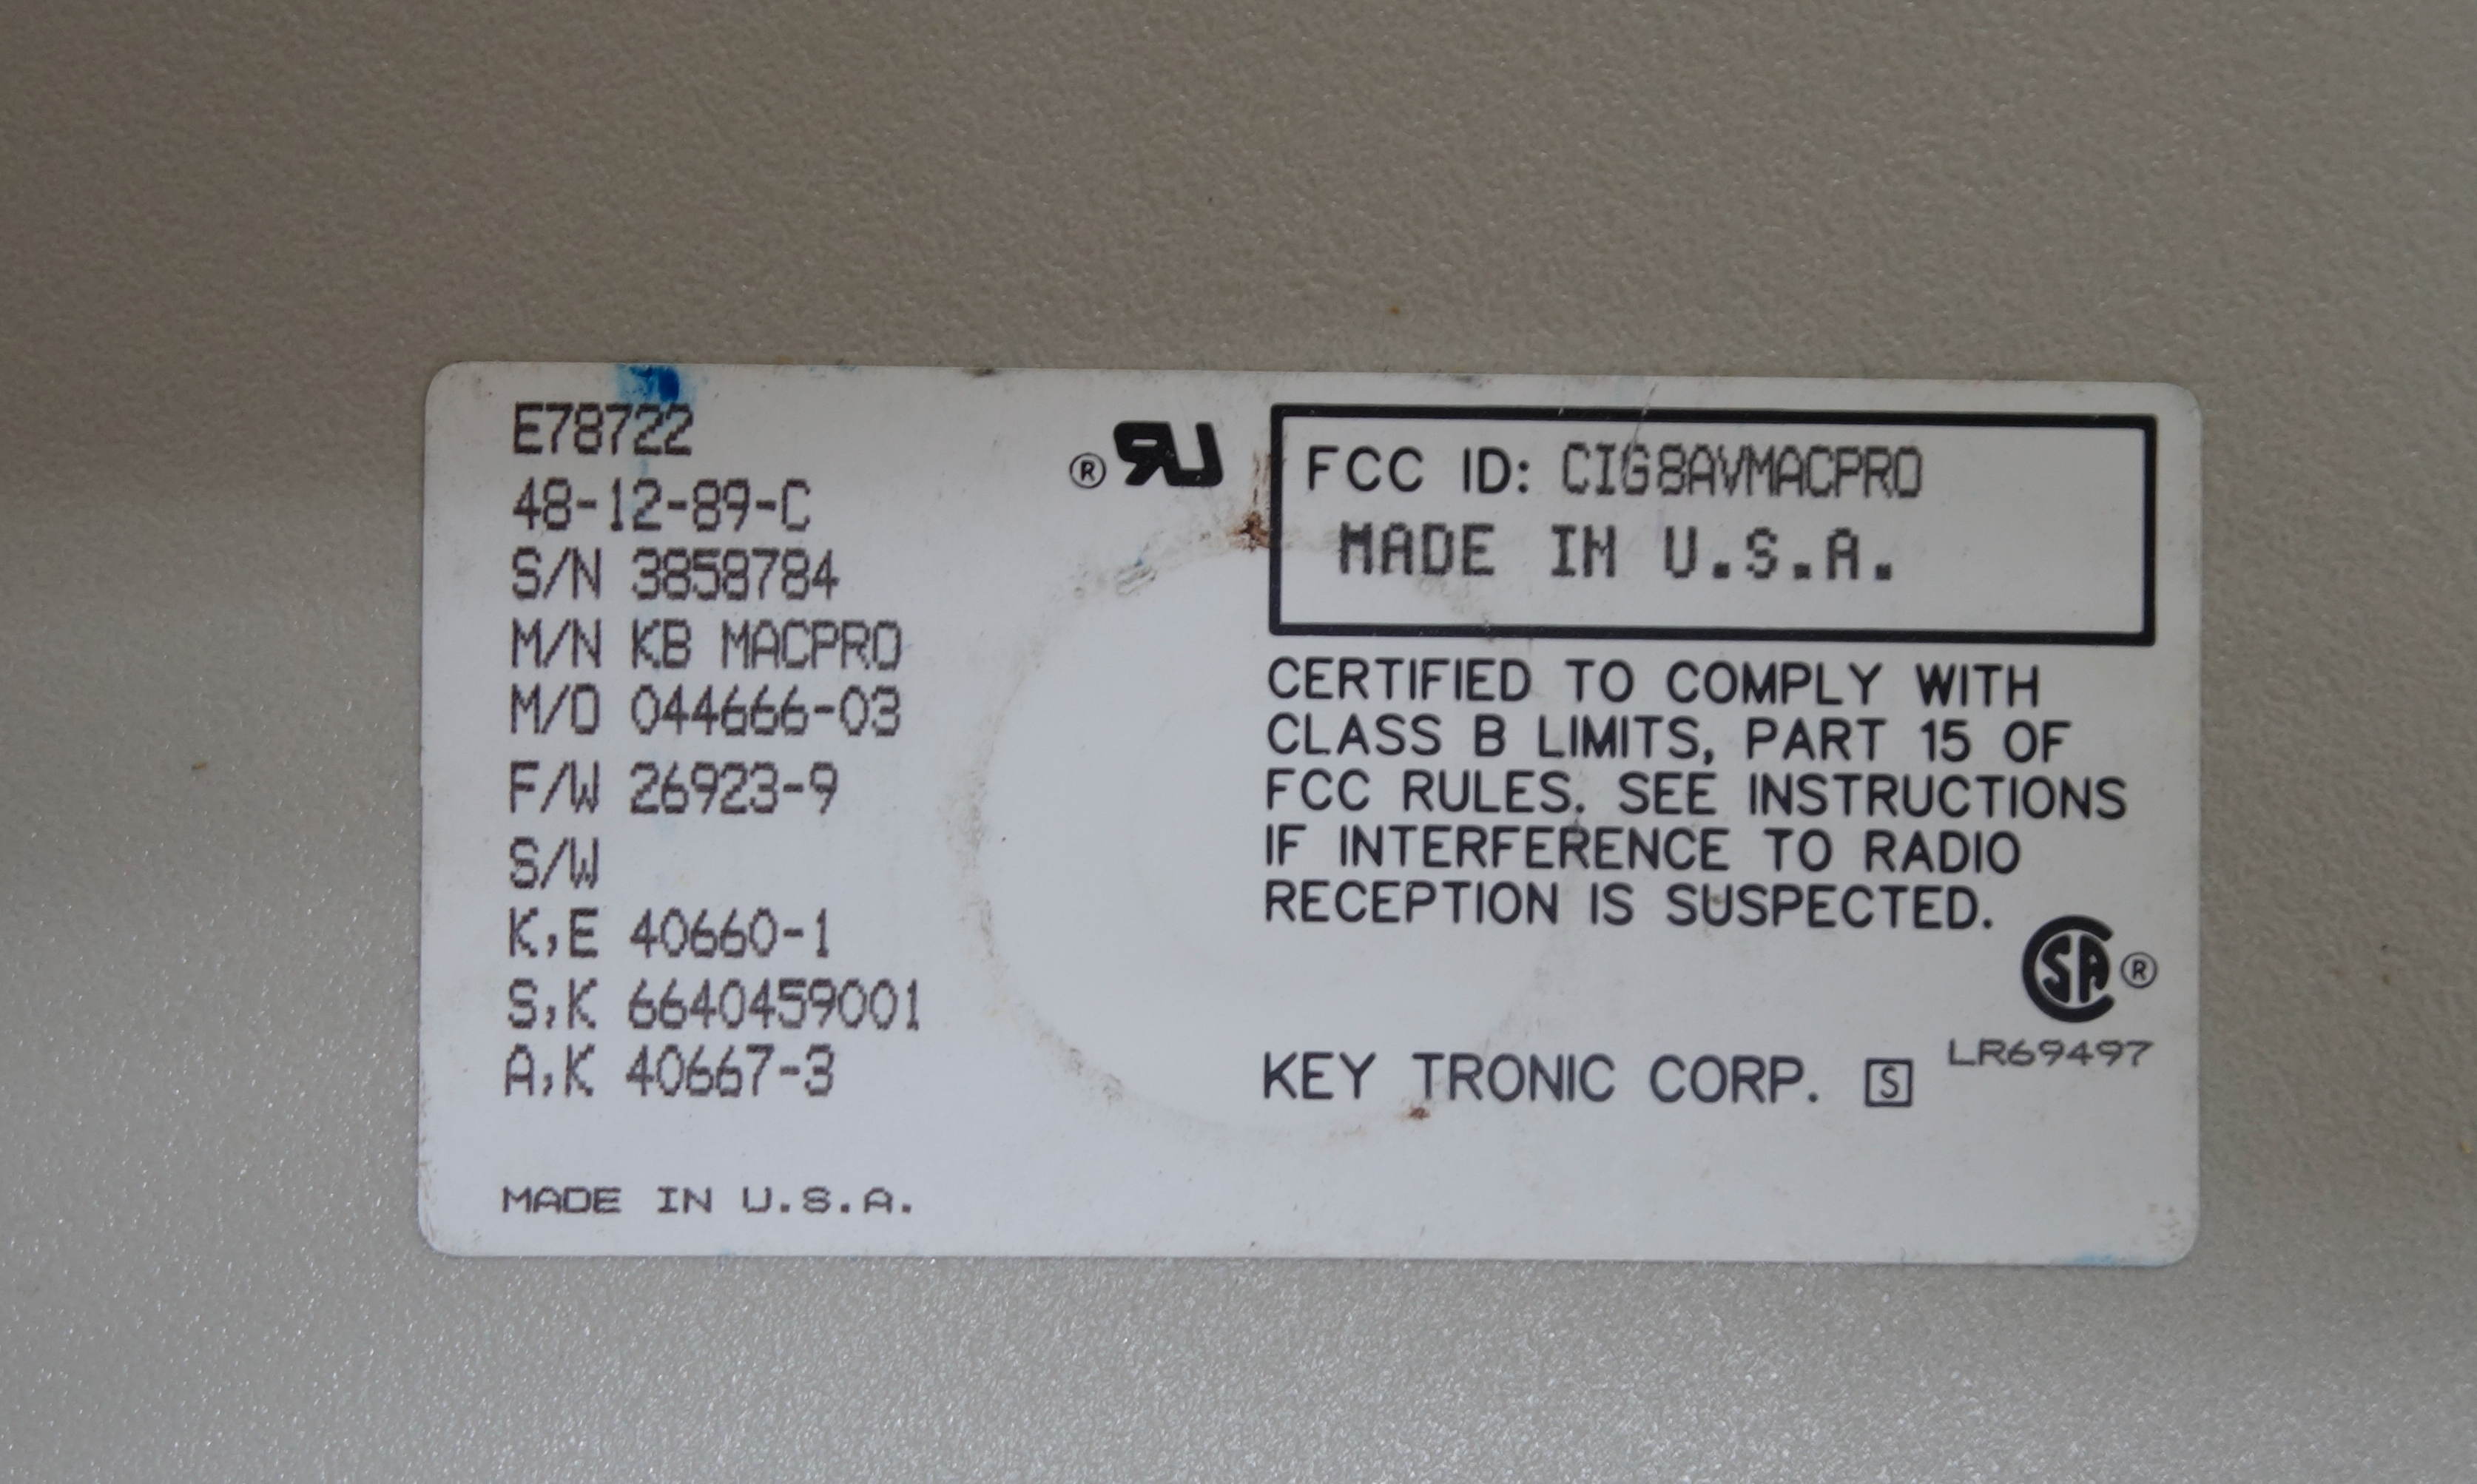 E78722
48-12-89-C
S/N 3858784
M/N KB MACPRO
M/O 044666-03
F/W 26923-9
S/W
K,E 40660-1
S,K 6640459001
A,K 40667-3
MADE IN U.S.A.
® RU
FCC ID: CIG8AVMACPRO
MADE IN U.S.A.
CERTIFIED TO COMPLY WITH
CLASS B LIMITS, PART 15 OF
FCC RULES. SEE INSTRUCTIONS
IF INTERFERENCE TO RADIO
RECEPTION IS SUSPECTED.
CSA ®
LR69497
KEY TRONIC CORP. S